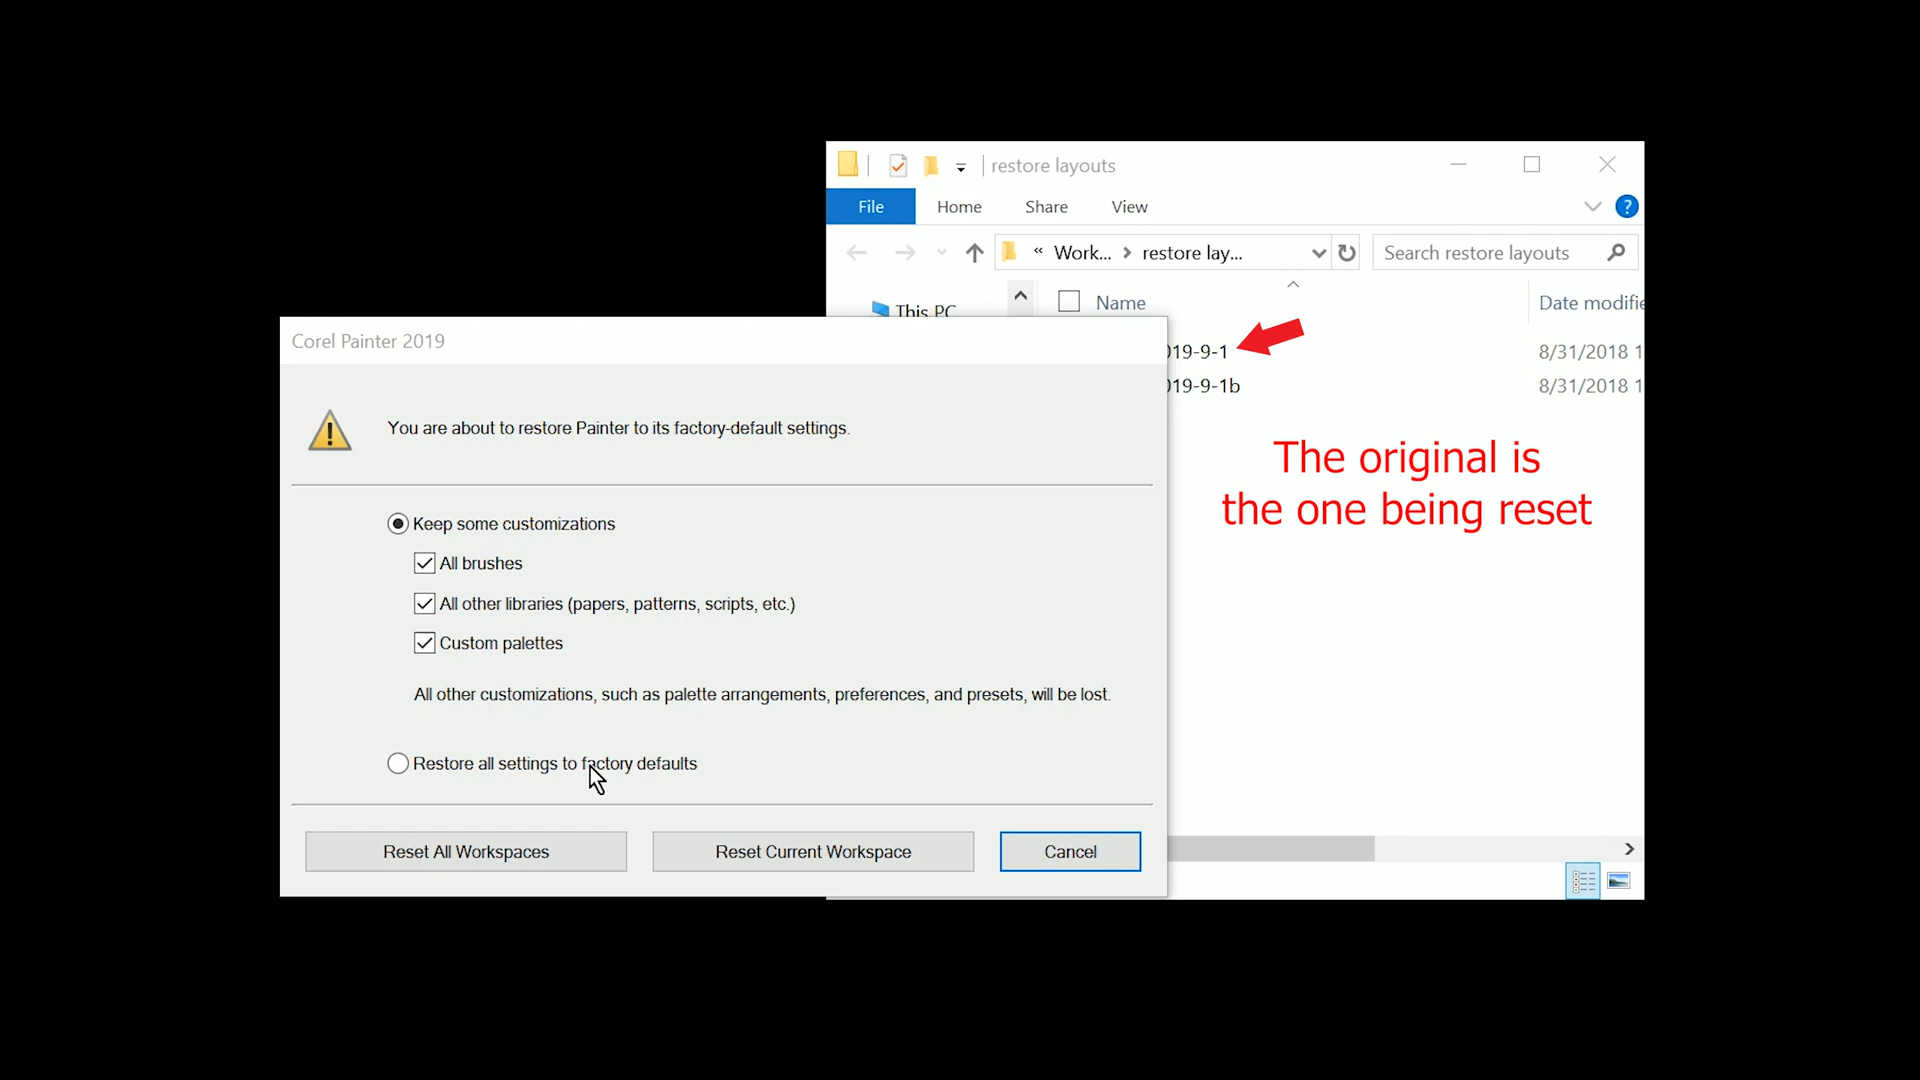 restore layouts
File Home Share View
« Work... > restore lay...
Search restore layouts
This PC
Name
Date modifie
019-9-1
8/31/2018 1
019-9-1b
8/31/2018 1
The original is
the one being reset
Corel Painter 2019
You are about to restore Painter to its factory-default settings.
Keep some customizations
All brushes
All other libraries (papers, patterns, scripts, etc.)
Custom palettes
All other customizations, such as palette arrangements, preferences, and presets, will be lost.
Restore all settings to factory defaults
Reset All Workspaces
Reset Current Workspace
Cancel